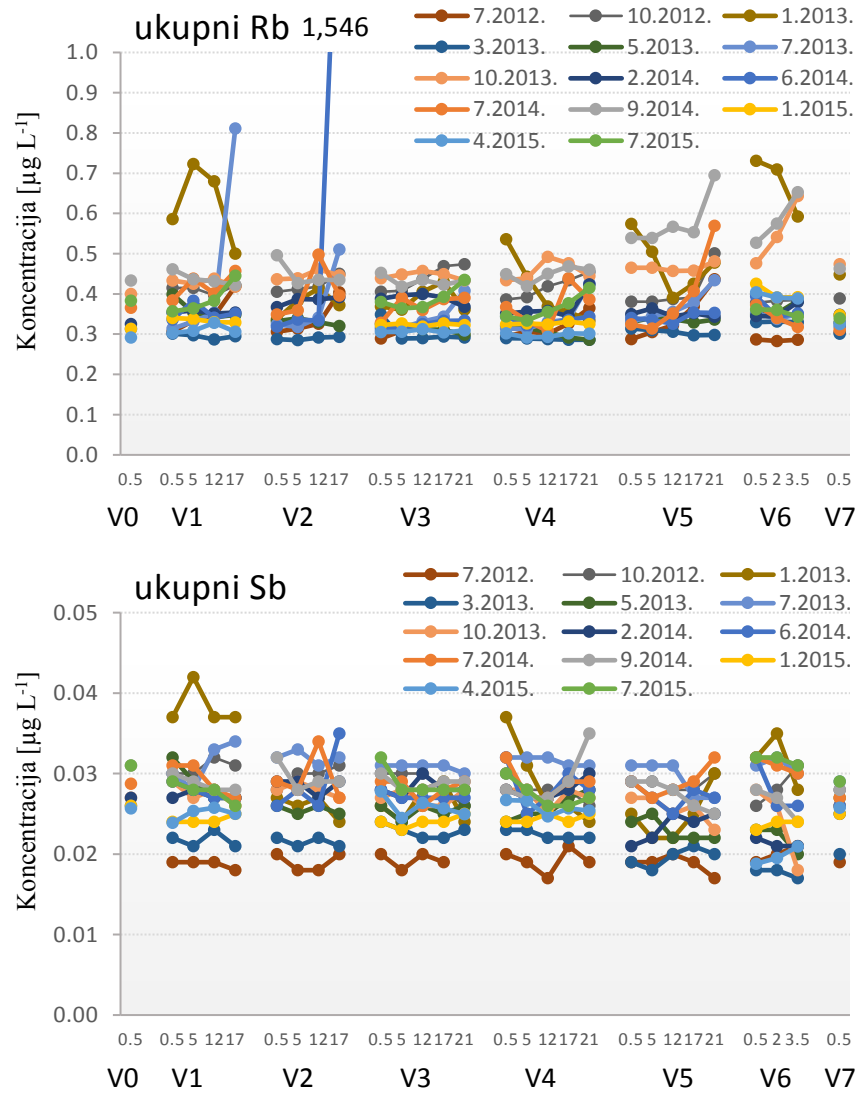 ukupni Rb 1,546
7.2012. 10.2012. 1.2013.
3.2013. 5.2013. 7.2013.
10.2013. 2.2014. 6.2014.
7.2014. 9.2014. 1.2015.
4.2015. 7.2015.
Koncentracija [µg L⁻¹]
1.0
0.9
0.8
0.7
0.6
0.5
0.4
0.3
0.2
0.1
0.0
0.5 0.5 5 1217 0.5 5 1217 0.5 5 121721 0.5 5 121721 0.5 5 121721 0.5 2 3.5 0.5
V0 V1 V2 V3 V4 V5 V6 V7
ukupni Sb
7.2012. 10.2012. 1.2013.
3.2013. 5.2013. 7.2013.
10.2013. 2.2014. 6.2014.
7.2014. 9.2014. 1.2015.
4.2015. 7.2015.
Koncentracija [µg L⁻¹]
0.05
0.04
0.03
0.02
0.01
0.00
0.5 0.5 5 1217 0.5 5 1217 0.5 5 121721 0.5 5 121721 0.5 5 121721 0.5 2 3.5 0.5
V0 V1 V2 V3 V4 V5 V6 V7